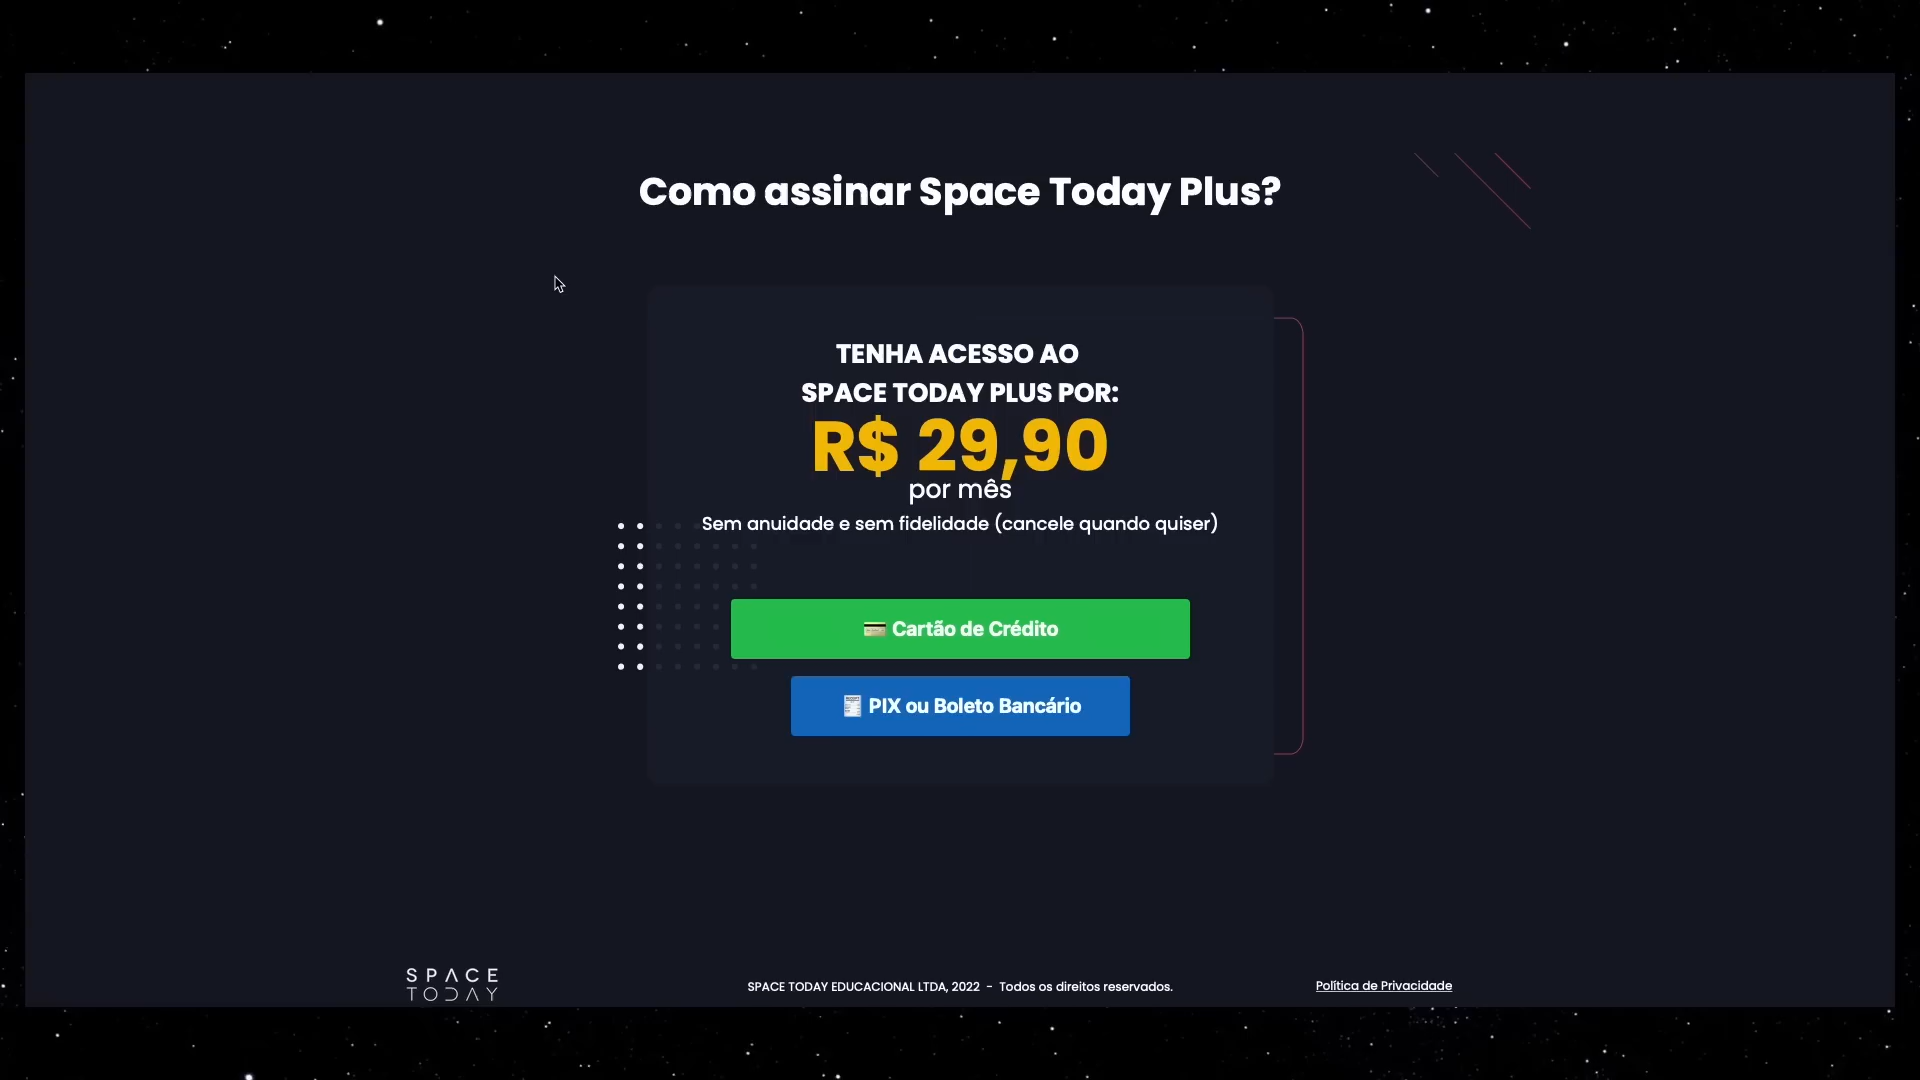 Como assinar Space Today Plus?
TENHA ACESSO AO
SPACE TODAY PLUS POR:
R$ 29,90
por mês
Sem anuidade e sem fidelidade (cancele quando quiser)
💳 Cartão de Crédito
🧾 PIX ou Boleto Bancário
SPACE
TODAY
SPACE TODAY EDUCACIONAL LTDA, 2022 - Todos os direitos reservados.
Política de Privacidade